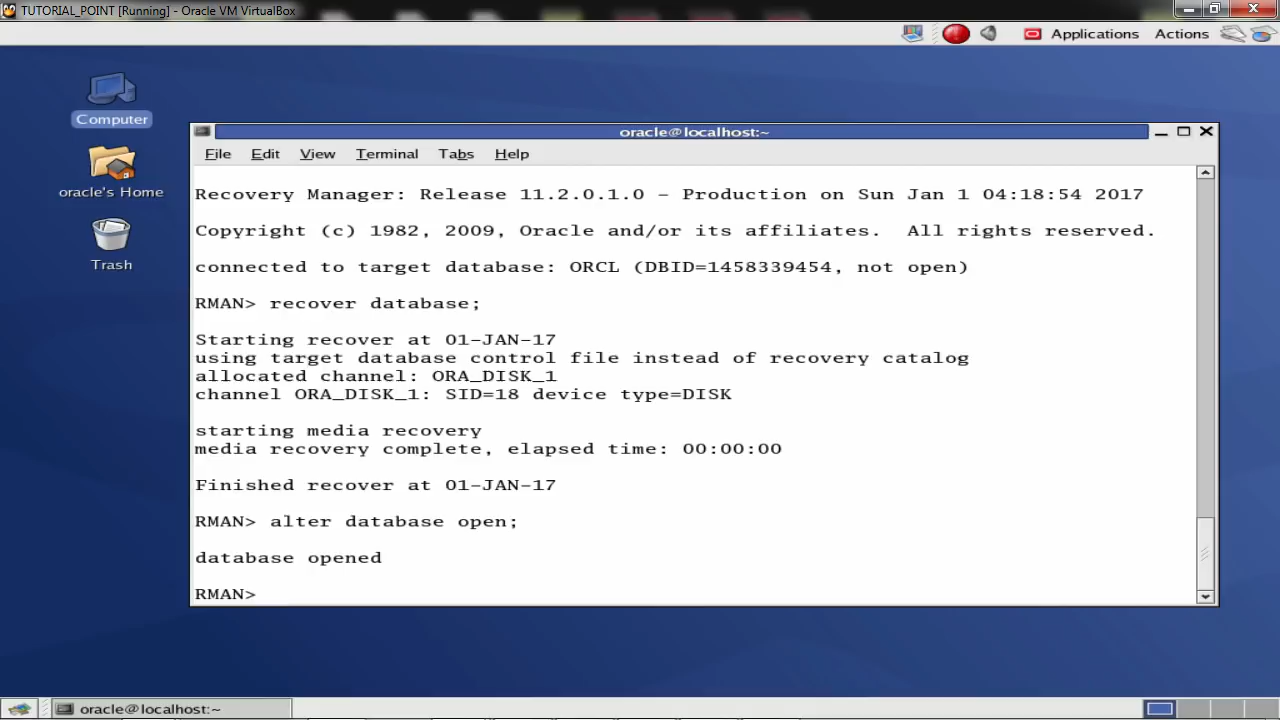 TUTORIAL_POINT [Running] - Oracle VM VirtualBox
Applications Actions
Computer
oracle's Home
Trash
oracle@localhost:~
File Edit View Terminal Tabs Help
Recovery Manager: Release 11.2.0.1.0 - Production on Sun Jan 1 04:18:54 2017
Copyright (c) 1982, 2009, Oracle and/or its affiliates.  All rights reserved.
connected to target database: ORCL (DBID=1458339454, not open)
RMAN> recover database;
Starting recover at 01-JAN-17
using target database control file instead of recovery catalog
allocated channel: ORA_DISK_1
channel ORA_DISK_1: SID=18 device type=DISK
starting media recovery
media recovery complete, elapsed time: 00:00:00
Finished recover at 01-JAN-17
RMAN> alter database open;
database opened
RMAN>
oracle@localhost:~